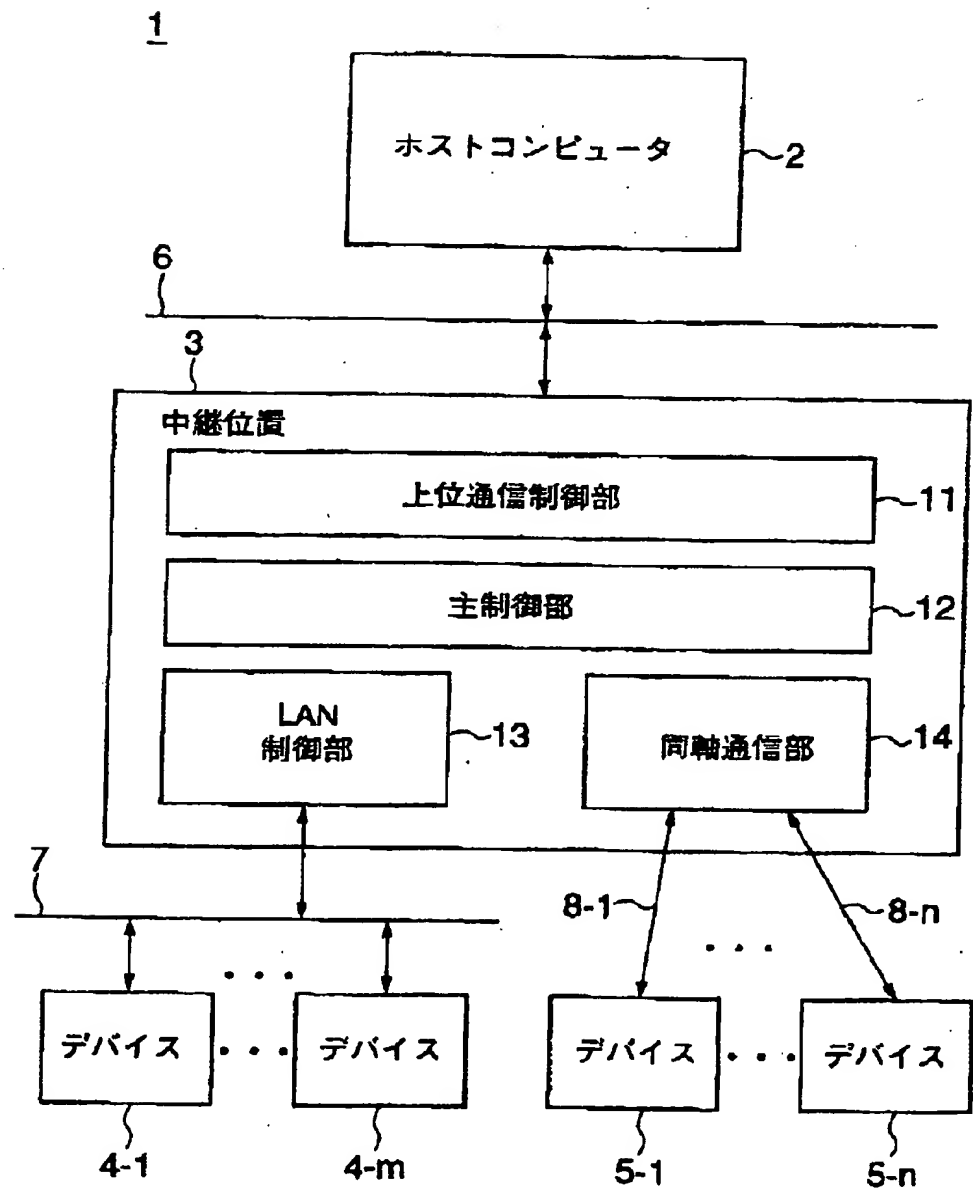 1
ホストコンピュータ
2
6
3
中継位置
上位通信制御部
11
主制御部
12
LAN
制御部
13
同軸通信部
14
7
8-1
8-n
デバイス
デバイス
デバイス
デバイス
4-1
4-m
5-1
5-n